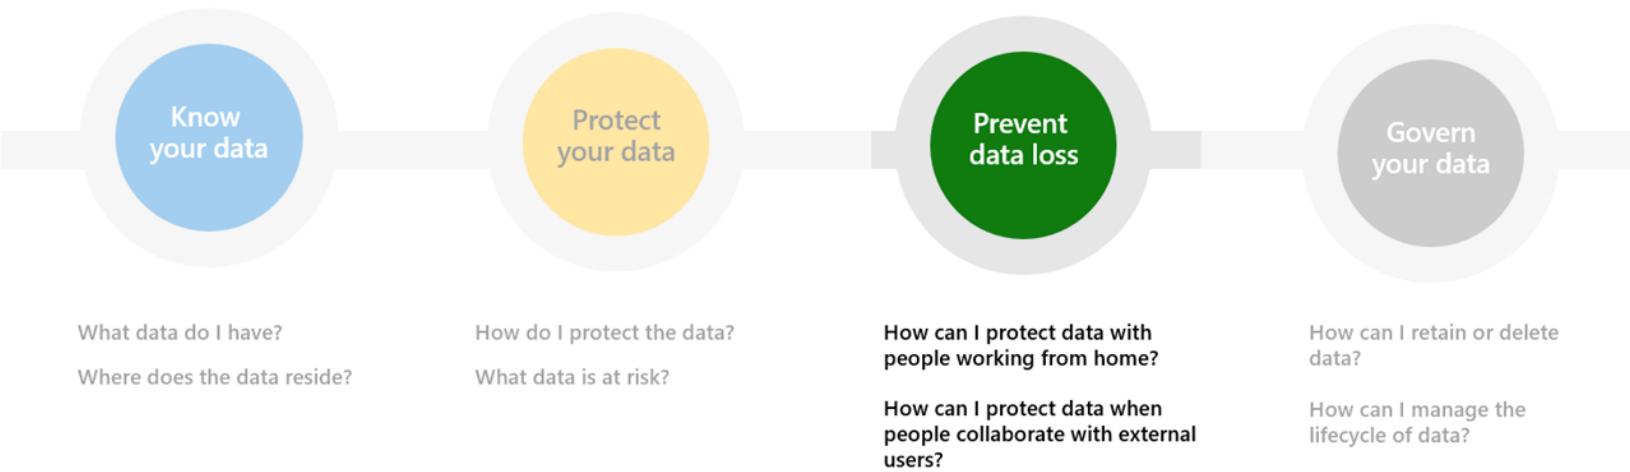 Know
your data
Protect
your data
Prevent
data loss
Govern
your data
What data do I have?
Where does the data reside?
How do I protect the data?
What data is at risk?
How can I protect data with
people working from home?
How can I protect data when
people collaborate with external
users?
How can I retain or delete
data?
How can I manage the
lifecycle of data?